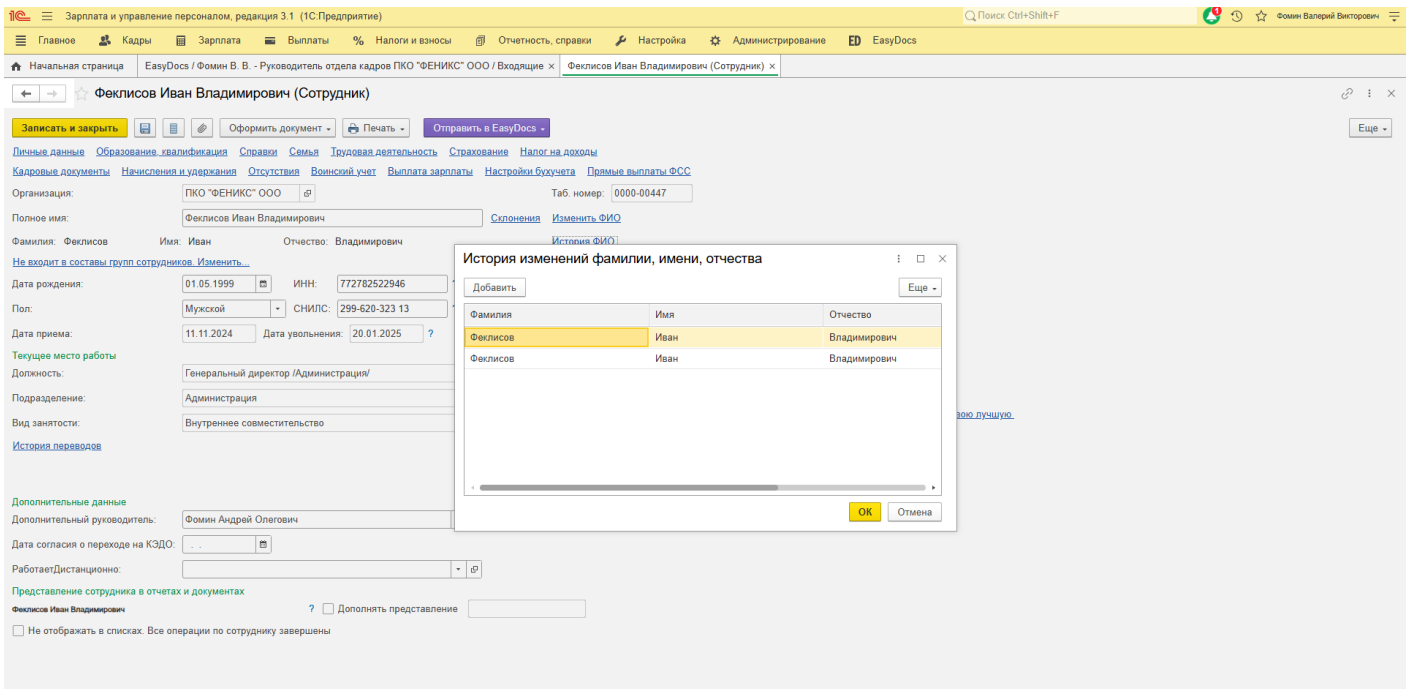 1С Зарплата и управление персоналом, редакция 3.1 (1С:Предприятие) Поиск Ctrl+Shift+F Фомин Валерий Викторович
Главное Кадры Зарплата Выплаты % Налоги и взносы Отчетность, справки Настройка Администрирование ED EasyDocs
Начальная страница EasyDocs / Фомин В. В. - Руководитель отдела кадров ПКО "ФЕНИКС" ООО / Входящие × Феклисов Иван Владимирович (Сотрудник) ×
Феклисов Иван Владимирович (Сотрудник)
Записать и закрыть Оформить документ Печать Отправить в EasyDocs Еще
Личные данные Образование, квалификация Справки Семья Трудовая деятельность Страхование Налог на доходы
Кадровые документы Начисления и удержания Отсутствия Воинский учет Выплата зарплаты Настройки бухучета Прямые выплаты ФСС
Организация: ПКО "ФЕНИКС" ООО Таб. номер: 0000-00447
Полное имя: Феклисов Иван Владимирович Склонения Изменить ФИО
Фамилия: Феклисов Имя: Иван Отчество: Владимирович История ФИО
Не входит в составы групп сотрудников. Изменить...
Дата рождения: 01.05.1999 ИНН: 772782522946
Пол: Мужской СНИЛС: 299-620-323 13
Дата приема: 11.11.2024 Дата увольнения: 20.01.2025 ?
Текущее место работы
Должность: Генеральный директор /Администрация/
Подразделение: Администрация
Вид занятости: Внутреннее совместительство
История переводов
Дополнительные данные
Дополнительный руководитель: Фомин Андрей Олегович
Дата согласия о переходе на КЭДО: . .
РаботаетДистанционно:
Представление сотрудника в отчетах и документах
Феклисов Иван Владимирович ? Дополнять представление
Не отображать в списках. Все операции по сотруднику завершены
История изменений фамилии, имени, отчества
Добавить Еще
Фамилия Имя Отчество
Феклисов Иван Владимирович
Феклисов Иван Владимирович
ОК Отмена
лучшую